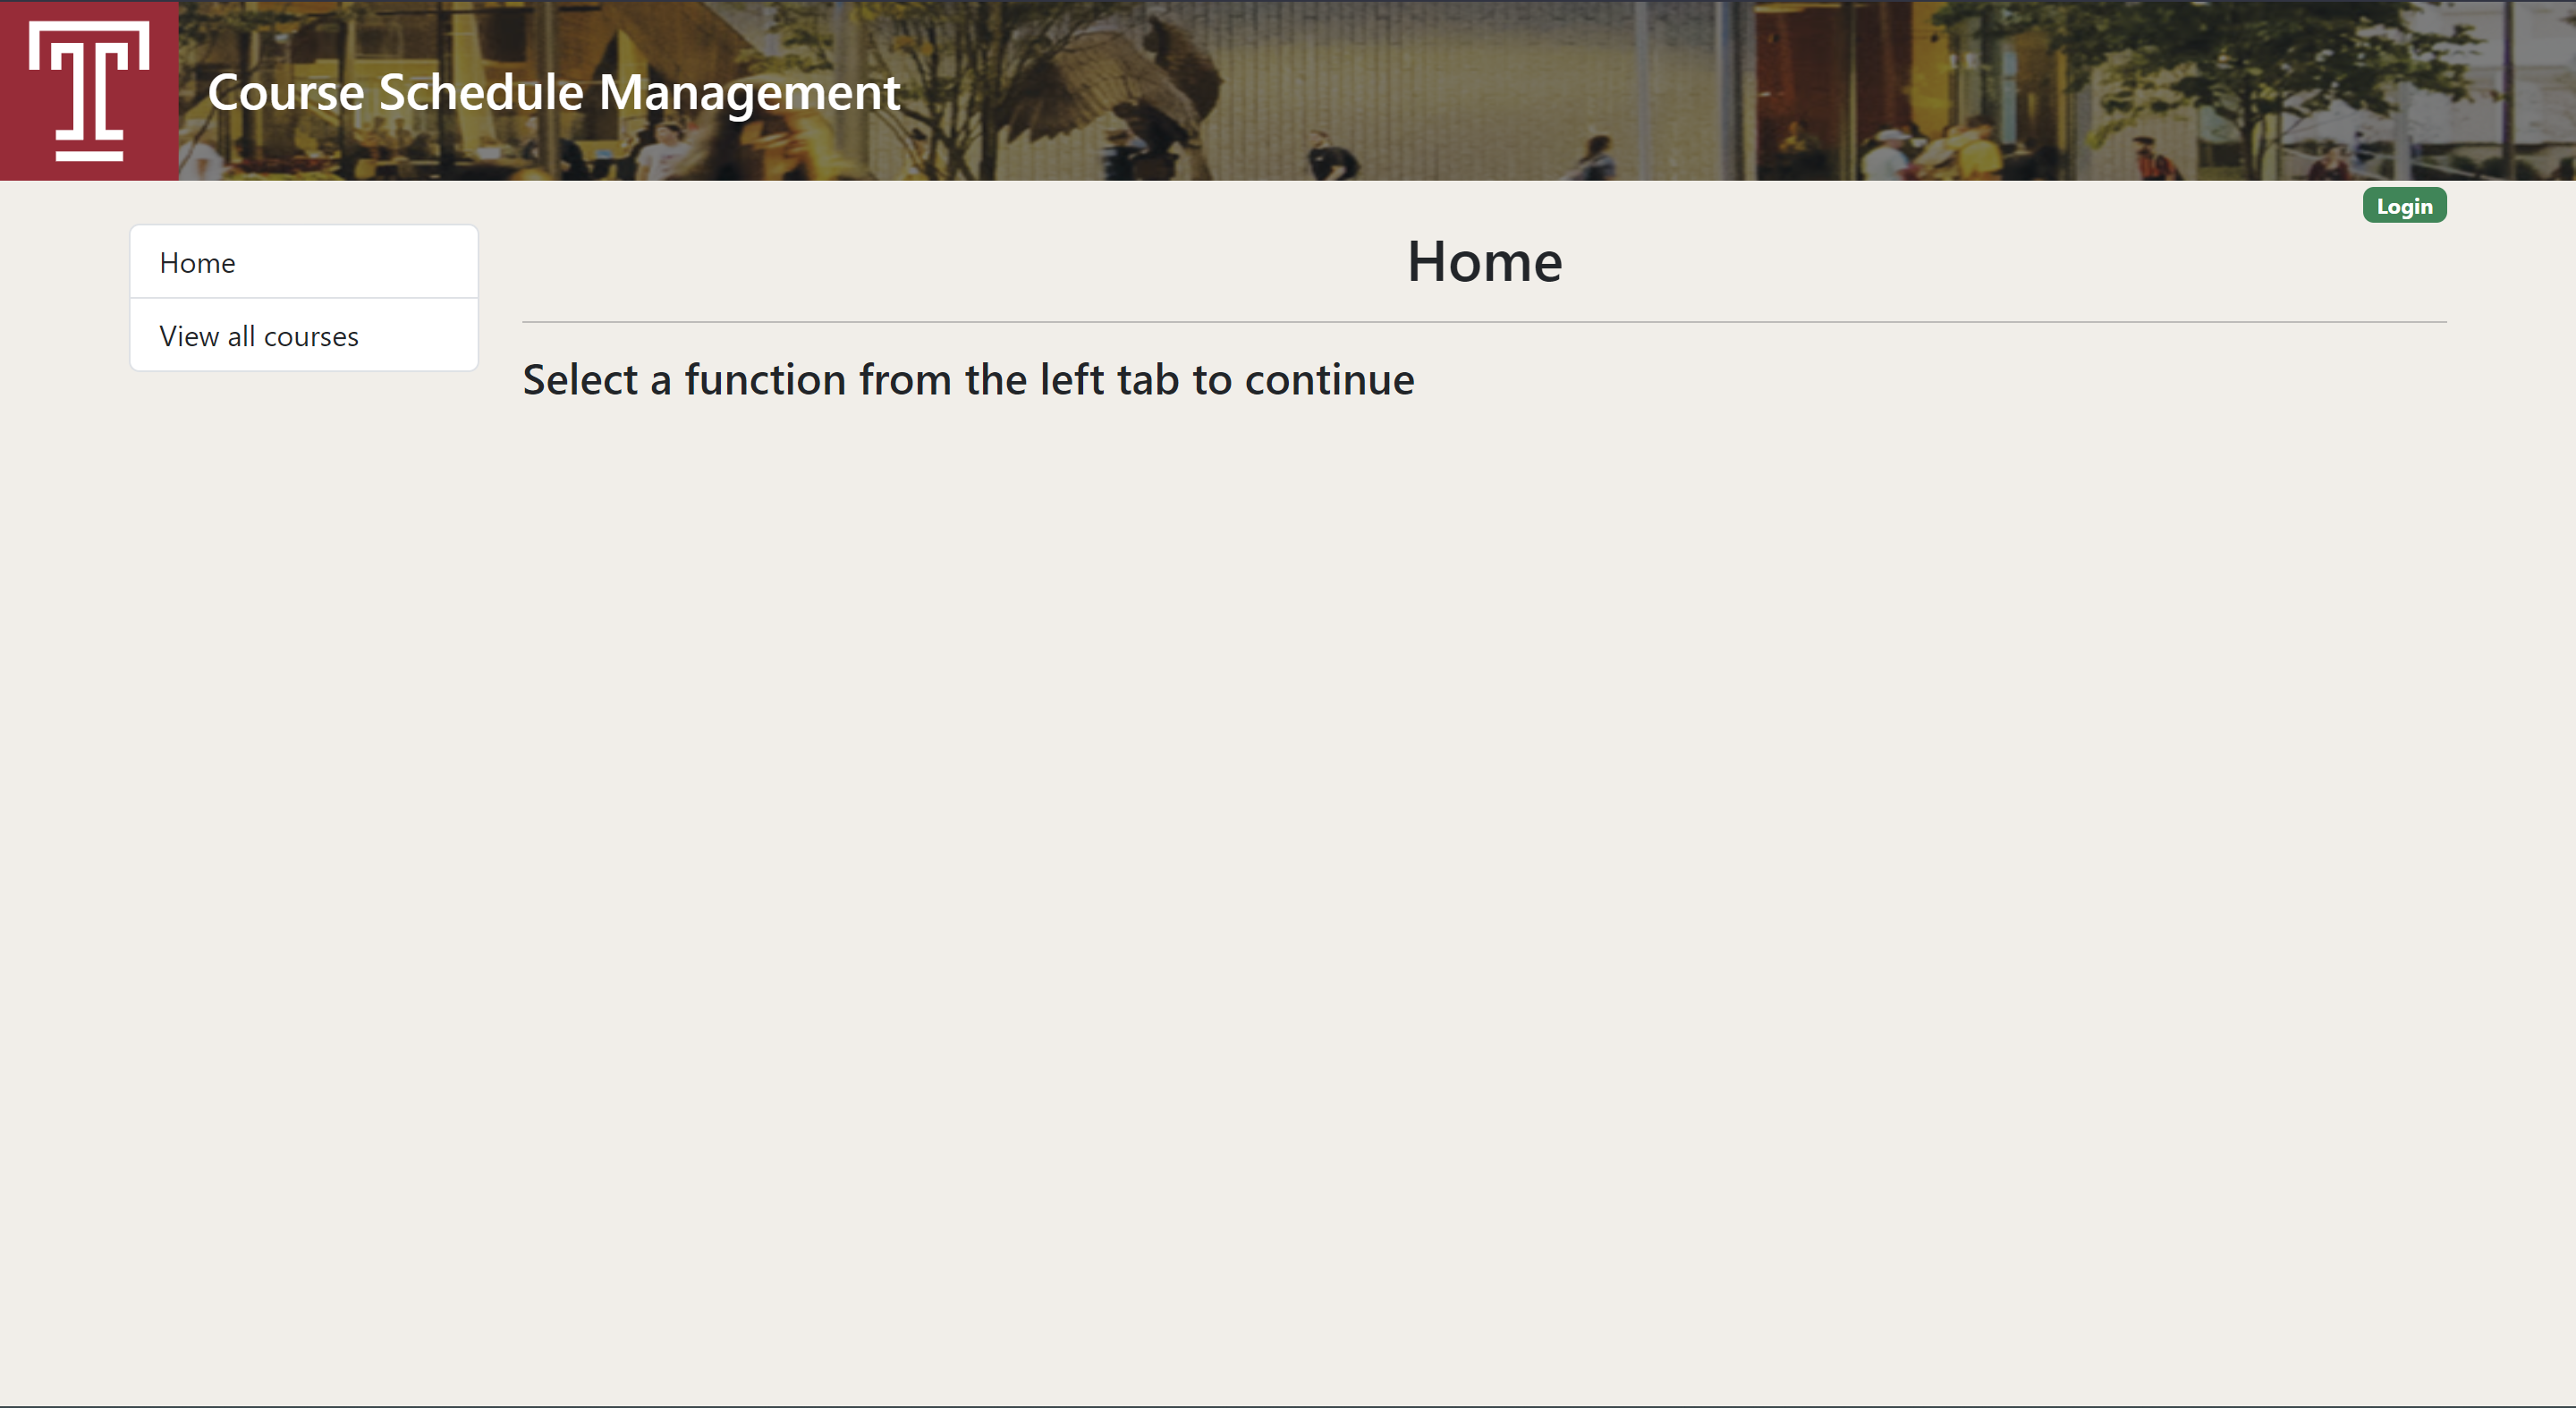 T
Course Schedule Management
Login
Home
View all courses
Home
Select a function from the left tab to continue